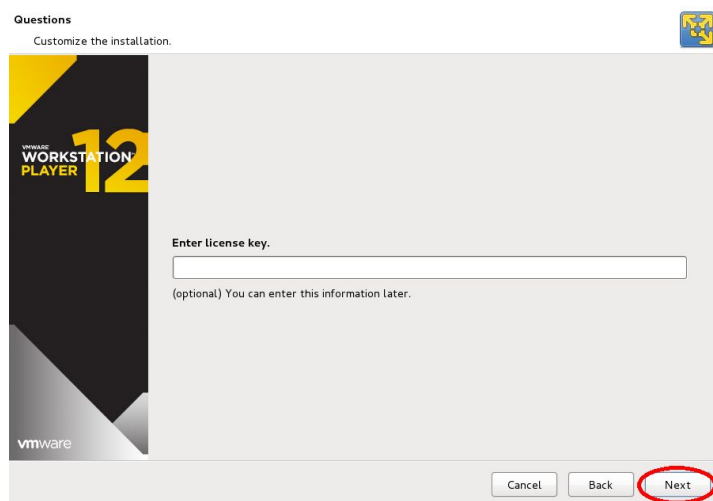 Questions
Customize the installation.
VMWARE
WORKSTATION
PLAYER
12
Enter license key.
(optional) You can enter this information later.
vmware
Cancel
Back
Next